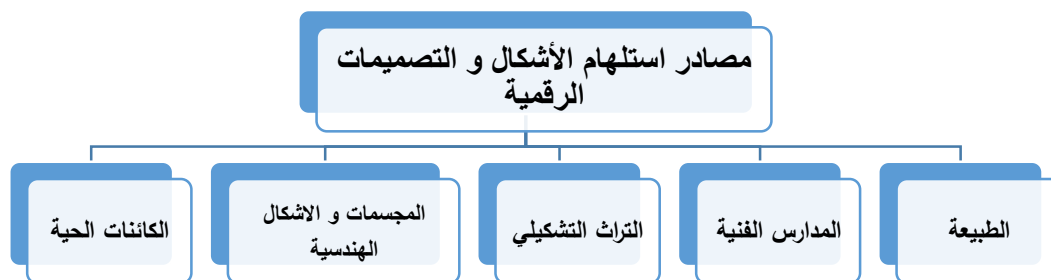 مصادر استلهام الأشكال و التصميمات
الرقمية
الطبيعة
المدارس الفنية
التراث التشكيلي
المجسمات و الاشكال
الهندسية
الكائنات الحية